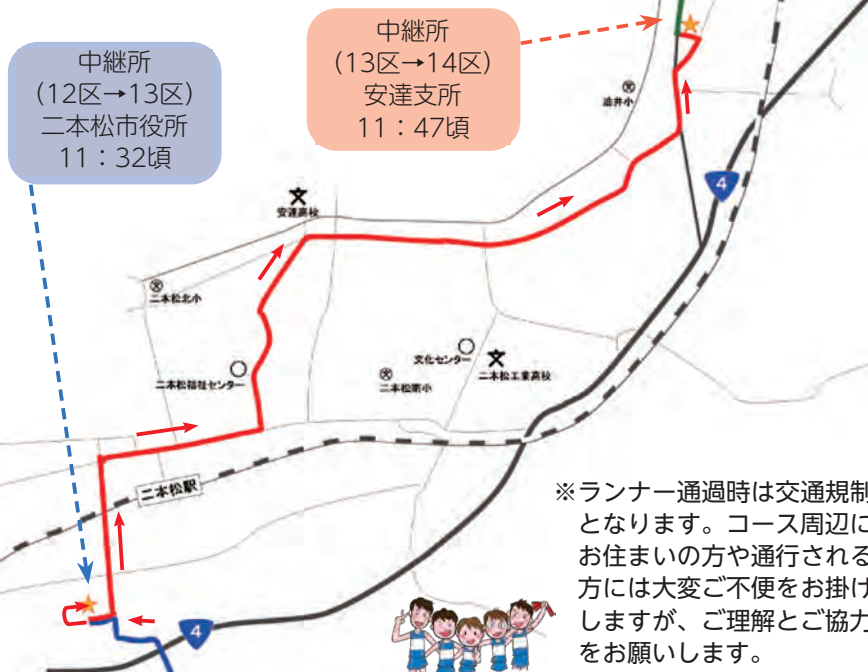 中継所
(12区→13区)
二本松市役所
11：32頃
中継所
(13区→14区)
安達支所
11：47頃
油井小
4
安達高校
二本松北小
二本松福祉センター
文化センター
二本松南小
二本松工業高校
二本松駅
4
※ランナー通過時は交通規制
となります。コース周辺に
お住まいの方や通行される
方には大変ご不便をお掛け
しますが、ご理解とご協力
をお願いします。